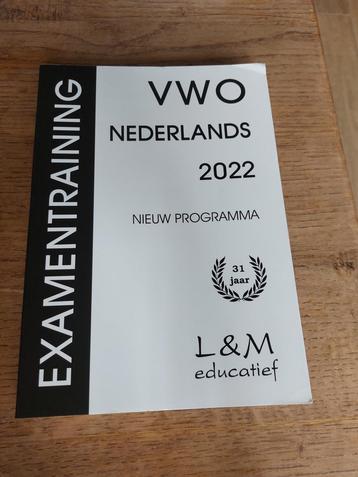 EXAMENTRAINING
VWO
NEDERLANDS
2022
NIEUW PROGRAMMA
31
jaar
L&M
educatief